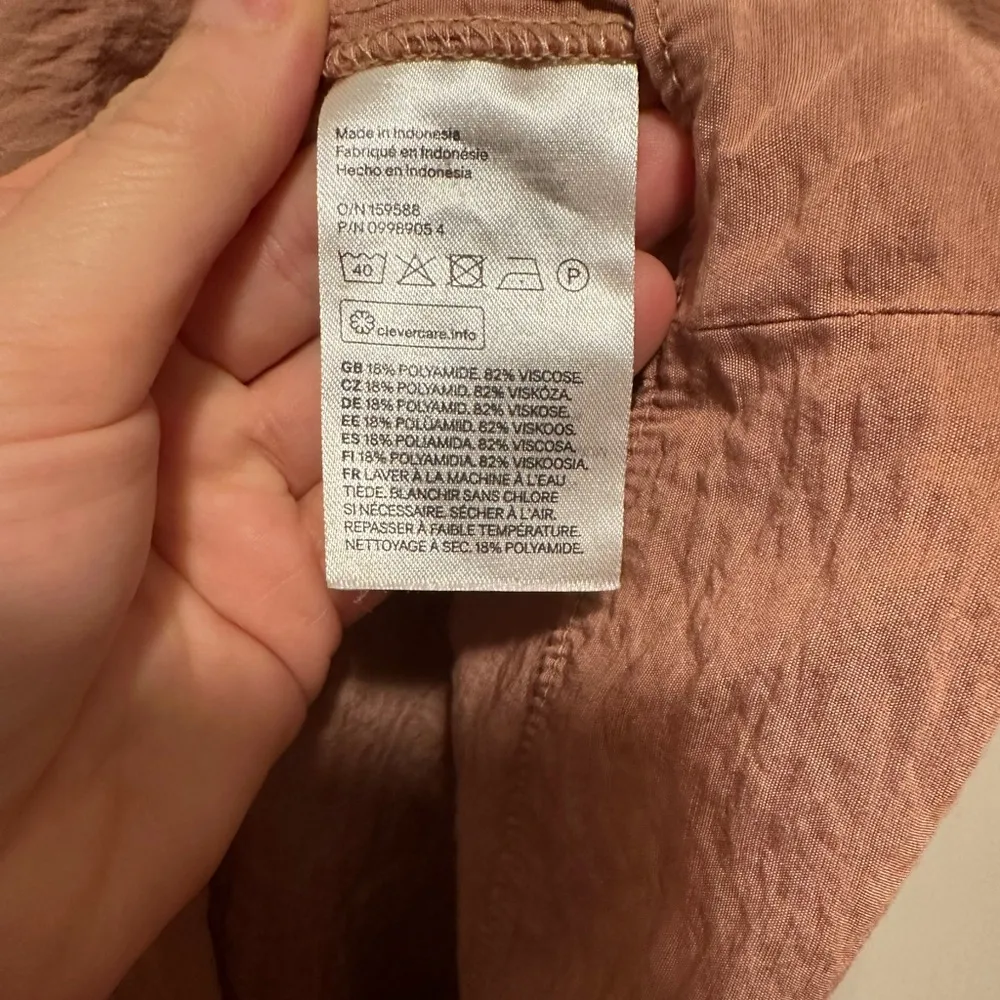 Made in Indonesia
Fabriqué en Indonésie
Hecho en Indonesia
O/N 159588
P/N 0998905 4
40 P
clevercare.info
GB 18% POLYAMIDE. 82% VISCOSE.
CZ 18% POLYAMID. 82% VISKÓZA.
DE 18% POLYAMID. 82% VISKOSE.
EE 18% POLÜAMIID. 82% VISKOOS.
ES 18% POLIAMIDA. 82% VISCOSA.
FI 18% POLYAMIDIA. 82% VISKOOSIA.
FR LAVER À LA MACHINE À L'EAU
TIEDE. BLANCHIR SANS CHLORE
SI NÉCESSAIRE. SÉCHER À L'AIR.
REPASSER À FAIBLE TEMPÉRATURE.
NETTOYAGE À SEC. 18% POLYAMIDE.